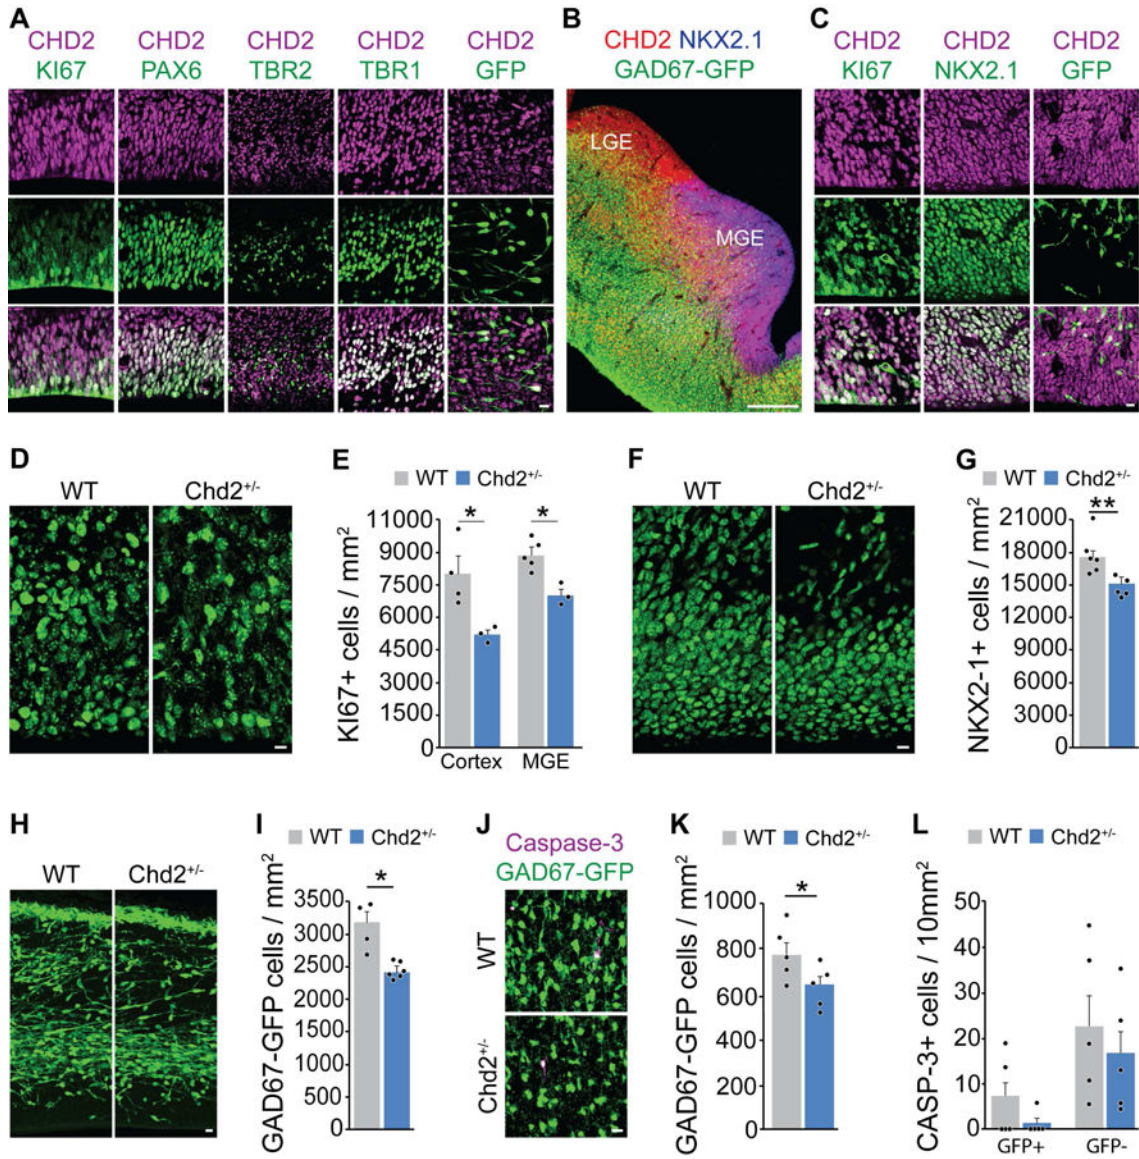 A
CHD2 CHD2 CHD2 CHD2 CHD2
KI67 PAX6 TBR2 TBR1 GFP
B
CHD2 NKX2.1
GAD67-GFP
LGE
MGE
C
CHD2 CHD2 CHD2
KI67 NKX2.1 GFP
D
WT Chd2+/-
E
WT Chd2+/-
KI67+ cells / mm2
11000
9000
7500
6000
4500
3000
1500
0
* *
Cortex MGE
F
WT Chd2+/-
G
WT Chd2+/-
NKX2-1+ cells / mm2
21000
18000
15000
12000
9000
6000
3000
0
**
H
WT Chd2+/-
I
WT Chd2+/-
GAD67-GFP cells / mm2
3500
3000
2500
2000
1500
1000
500
0
*
J
Caspase-3
GAD67-GFP
WT
Chd2+/-
K
WT Chd2+/-
GAD67-GFP cells / mm2
1000
800
600
400
200
0
*
L
WT Chd2+/-
CASP-3+ cells / 10mm2
50
40
30
20
10
0
GFP+ GFP-